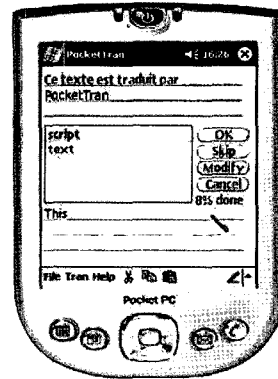 PocketTran 16:26
Ce texte est traduit par
PocketTran
script
text
OK
Skip
Modify
Cancel
8% done
This
File Tran Help
Pocket PC